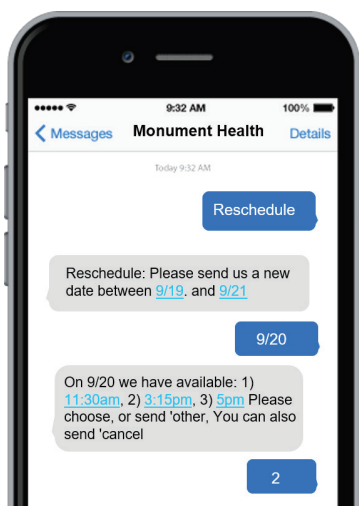 9:32 AM 100%
Messages Monument Health Details
Today 9:32 AM
Reschedule
Reschedule: Please send us a new
date between 9/19. and 9/21
9/20
On 9/20 we have available: 1)
11:30am, 2) 3:15pm, 3) 5pm Please
choose, or send 'other, You can also
send 'cancel
2